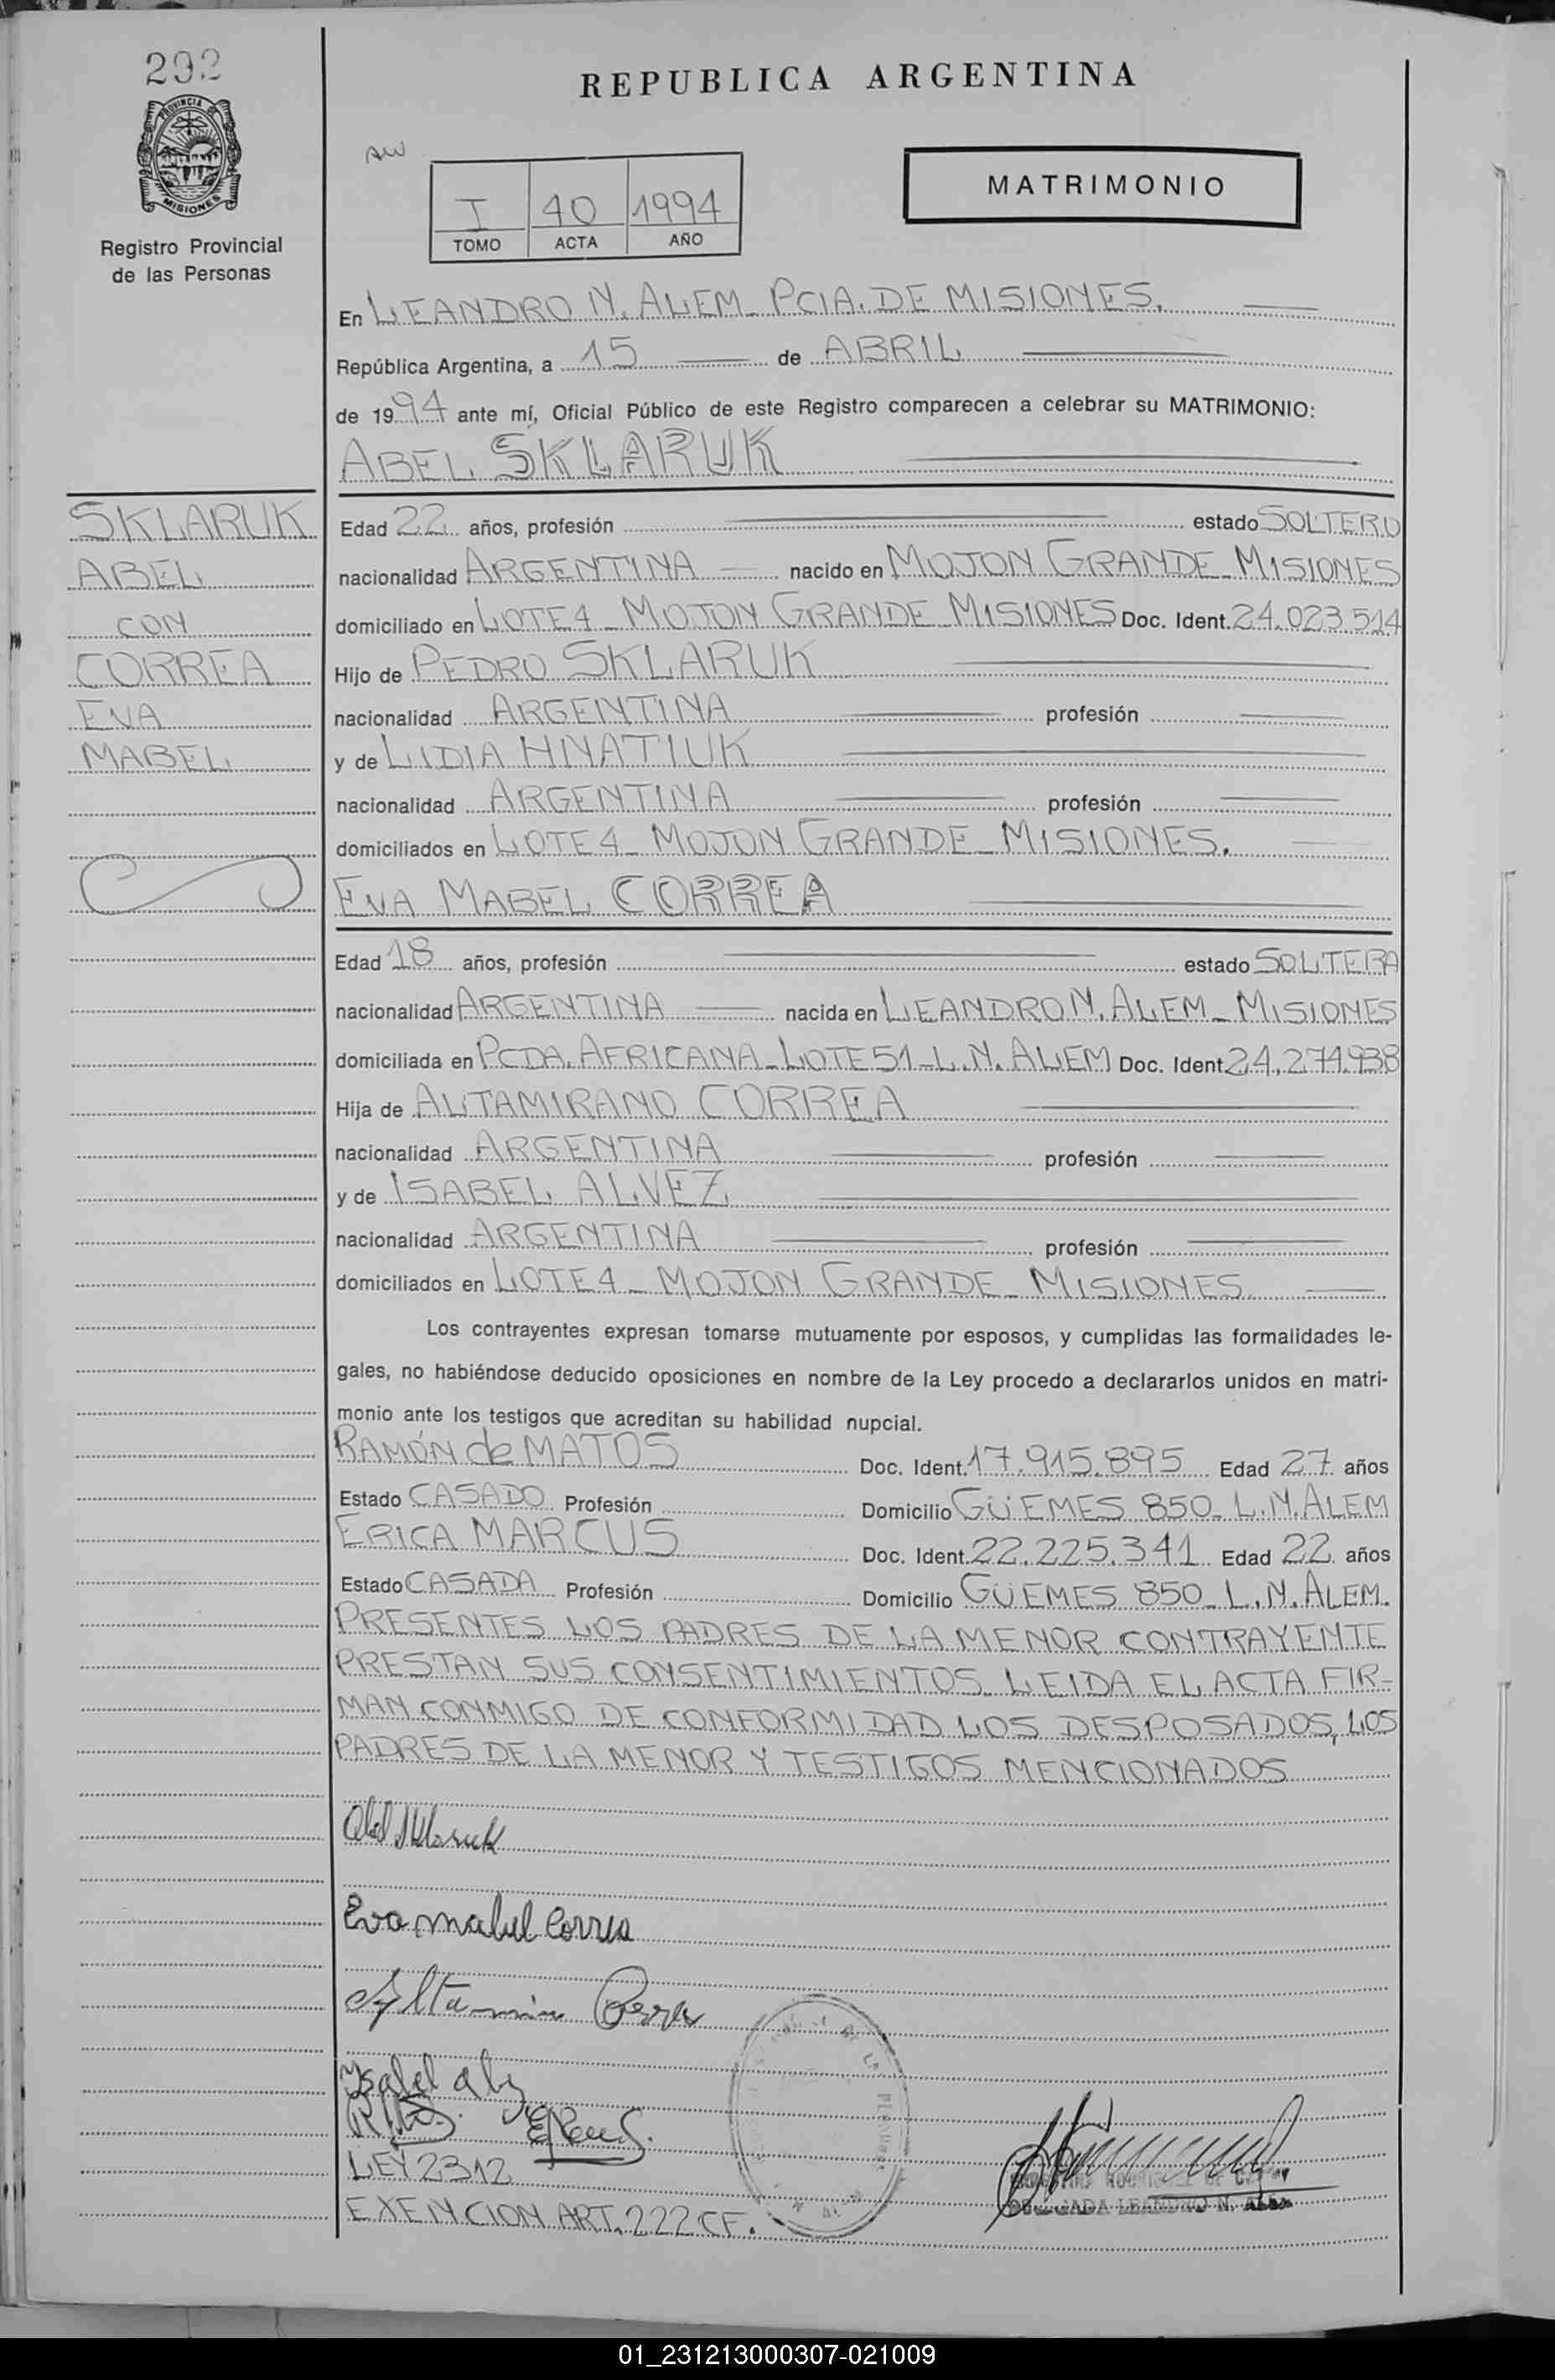 292
PROVINCIA DE
MISIONES
Registro Provincial
de las Personas
REPUBLICA ARGENTINA
I 40 1994
TOMO ACTA AÑO
MATRIMONIO
En LEANDRO N. ALEM - PCIA. DE MISIONES.
República Argentina, a 15 de ABRIL
de 1994 ante mí, Oficial Público de este Registro comparecen a celebrar su MATRIMONIO:
ABEL SKLARUK
SKLARUK
ABEL
CON
CORREA
EVA
MABEL
Edad 22 años, profesión estado SOLTERO
nacionalidad ARGENTINA nacido en MOJON GRANDE - MISIONES
domiciliado en LOTE 4 - MOJON GRANDE - MISIONES Doc. Ident. 24.023.514
Hijo de PEDRO SKLARUK
nacionalidad ARGENTINA profesión
y de LIDIA HNATIUK
nacionalidad ARGENTINA profesión
domiciliados en LOTE 4 - MOJON GRANDE - MISIONES.
EVA MABEL CORREA
Edad 18 años, profesión estado SOLTERA
nacionalidad ARGENTINA nacida en LEANDRO N. ALEM - MISIONES
domiciliada en PCDA. AFRICANA - LOTE 51 - L.N. ALEM Doc. Ident. 24.274.938
Hija de ALTAMIRANO CORREA
nacionalidad ARGENTINA profesión
y de ISABEL ALVEZ
nacionalidad ARGENTINA profesión
domiciliados en LOTE 4 - MOJON GRANDE - MISIONES.
Los contrayentes expresan tomarse mutuamente por esposos, y cumplidas las formalidades le-
gales, no habiéndose deducido oposiciones en nombre de la Ley procedo a declararlos unidos en matri-
monio ante los testigos que acreditan su habilidad nupcial.
RAMÓN de MATOS Doc. Ident. 17.915.895 Edad 27 años
Estado CASADO Profesión Domicilio GÜEMES 850 - L.N. ALEM
ERICA MARCUS Doc. Ident. 22.225.341 Edad 22 años
Estado CASADA Profesión Domicilio GÜEMES 850 - L.N. ALEM.
PRESENTES LOS PADRES DE LA MENOR CONTRAYENTE
PRESTAN SUS CONSENTIMIENTOS. LEIDA EL ACTA FIR-
MAN CONMIGO DE CONFORMIDAD LOS DESPOSADOS, LOS
PADRES DE LA MENOR Y TESTIGOS MENCIONADOS
Abel Sklaruk
Eva mabel Correa
Isabel
LEY 2312
EXENCION ART. 222 CF.
LEANDRO N. ALEM
01_231213000307-021009